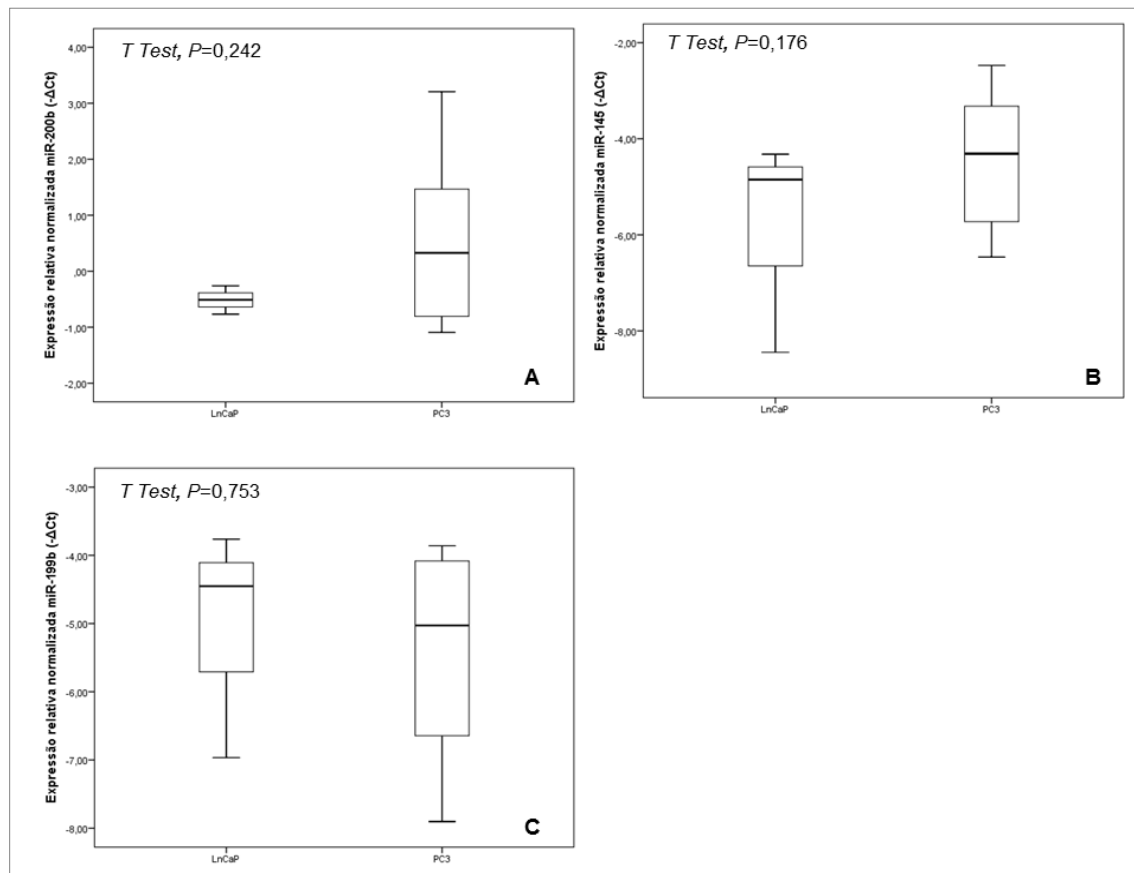 T Test, P=0,242
Expressão relativa normalizada miR-200b (-ΔCt)
4,00
3,00
2,00
1,00
,00
-1,00
-2,00
LnCaP
PC3
A
T Test, P=0,176
Expressão relativa normalizada miR-145 (-ΔCt)
-2,00
-4,00
-6,00
-8,00
LnCaP
PC3
B
T Test, P=0,753
Expressão relativa normalizada miR-199b (-ΔCt)
-3,00
-4,00
-5,00
-6,00
-7,00
-8,00
LnCaP
PC3
C